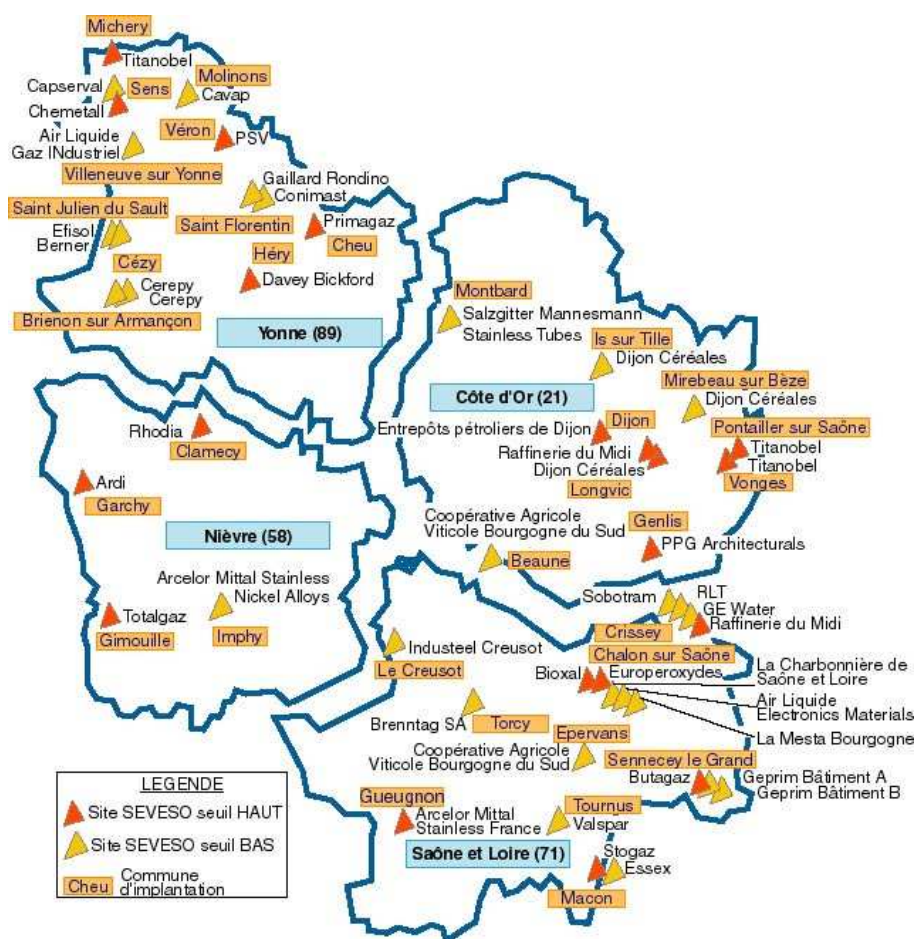 Michery
Titanobel
Molinons
Capserval
Sens
Cavap
Chemetall
Véron
PSV
Air Liquide
Gaz INdustriel
Villeneuve sur Yonne
Gaillard Rondino
Conimast
Saint Julien du Sault
Saint Florentin
Primagaz
Efisol
Berner
Cheu
Héry
Cézy
Davey Bickford
Cerepy
Cerepy
Brienon sur Armançon
Yonne (89)
Montbard
Salzgitter Mannesmann
Stainless Tubes
Is sur Tille
Dijon Céréales
Mirebeau sur Bèze
Dijon Céréales
Côte d'Or (21)
Dijon
Pontailler sur Saône
Entrepôts pétroliers de Dijon
Raffinerie du Midi
Dijon Céréales
Titanobel
Titanobel
Longvic
Vonges
Rhodia
Clamecy
Ardi
Garchy
Nièvre (58)
Coopérative Agricole
Viticole Bourgogne du Sud
Beaune
Genlis
PPG Architecturals
Arcelor Mittal Stainless
Nickel Alloys
Totalgaz
Gimouille
Imphy
Sobotram
RLT
GE Water
Raffinerie du Midi
Crissey
Chalon sur Saône
Industeel Creusot
Le Creusot
Bioxal
Europeroxydes
La Charbonnière de
Saône et Loire
Air Liquide
Electronics Materials
La Mesta Bourgogne
Brenntag SA
Torcy
Epervans
Coopérative Agricole
Viticole Bourgogne du Sud
Sennecey le Grand
Butagaz
Geprim Bâtiment A
Geprim Bâtiment B
Gueugnon
Arcelor Mittal
Stainless France
Tournus
Valspar
Saône et Loire (71)
Stogaz
Essex
Macon
LEGENDE
Site SEVESO seuil HAUT
Site SEVESO seuil BAS
Cheu
Commune
d'implantation